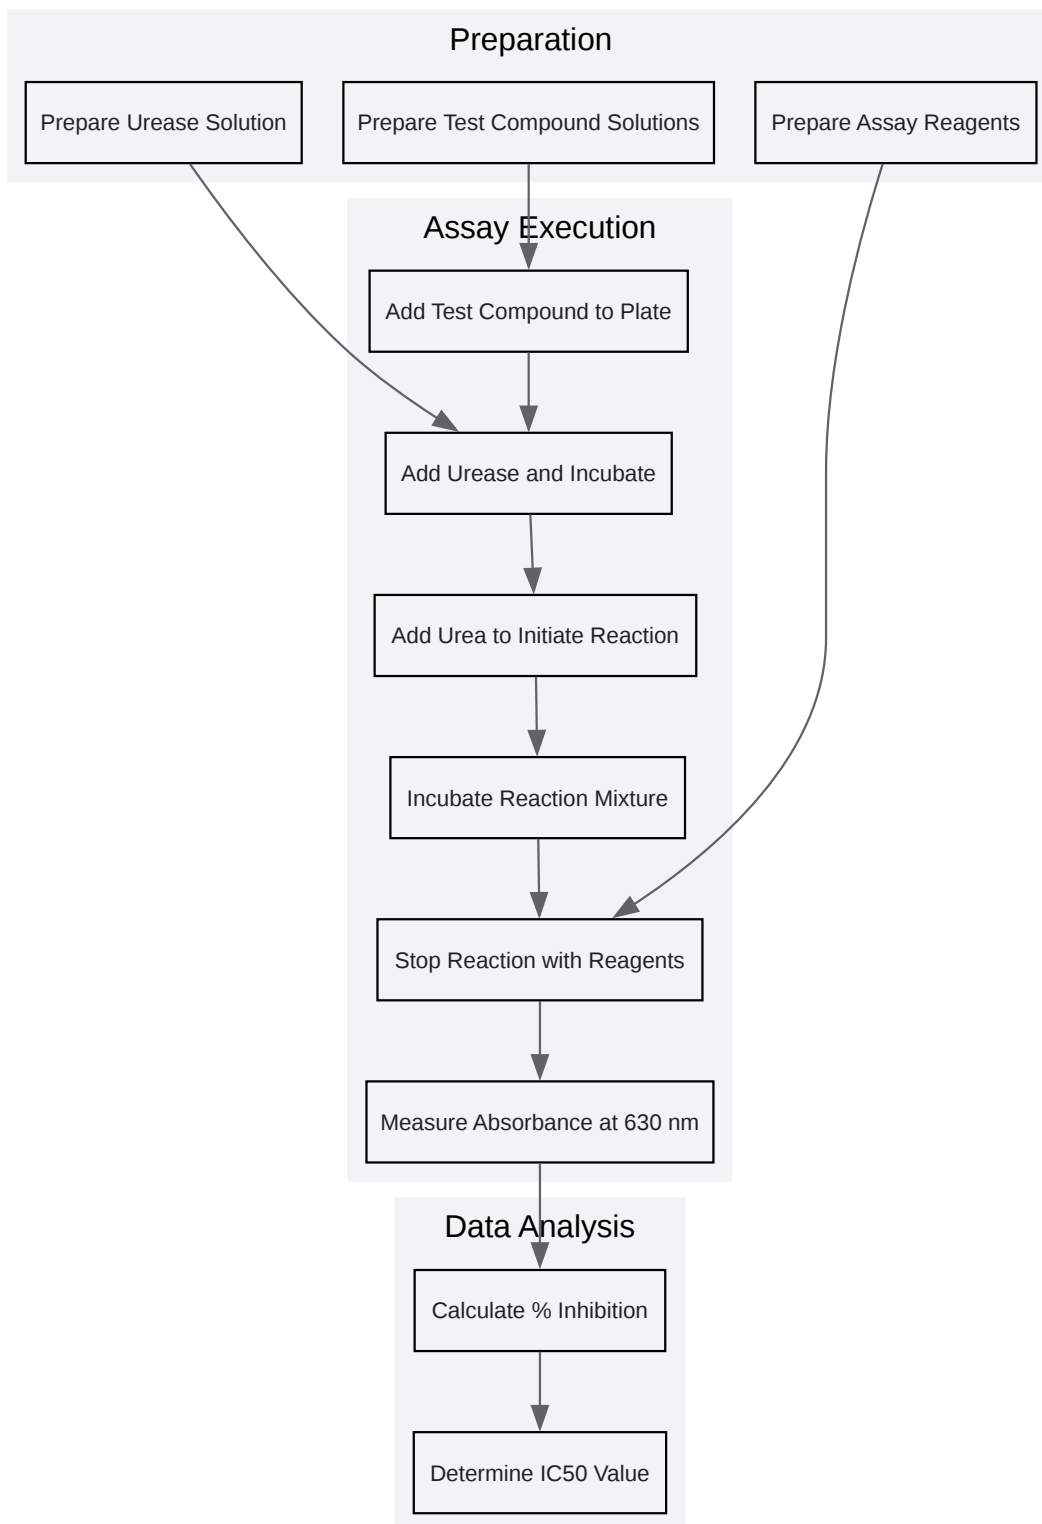 Preparation
Prepare Urease Solution
Prepare Test Compound Solutions
Prepare Assay Reagents
Assay Execution
Add Test Compound to Plate
Add Urease and Incubate
Add Urea to Initiate Reaction
Incubate Reaction Mixture
Stop Reaction with Reagents
Measure Absorbance at 630 nm
Data Analysis
Calculate % Inhibition
Determine IC50 Value